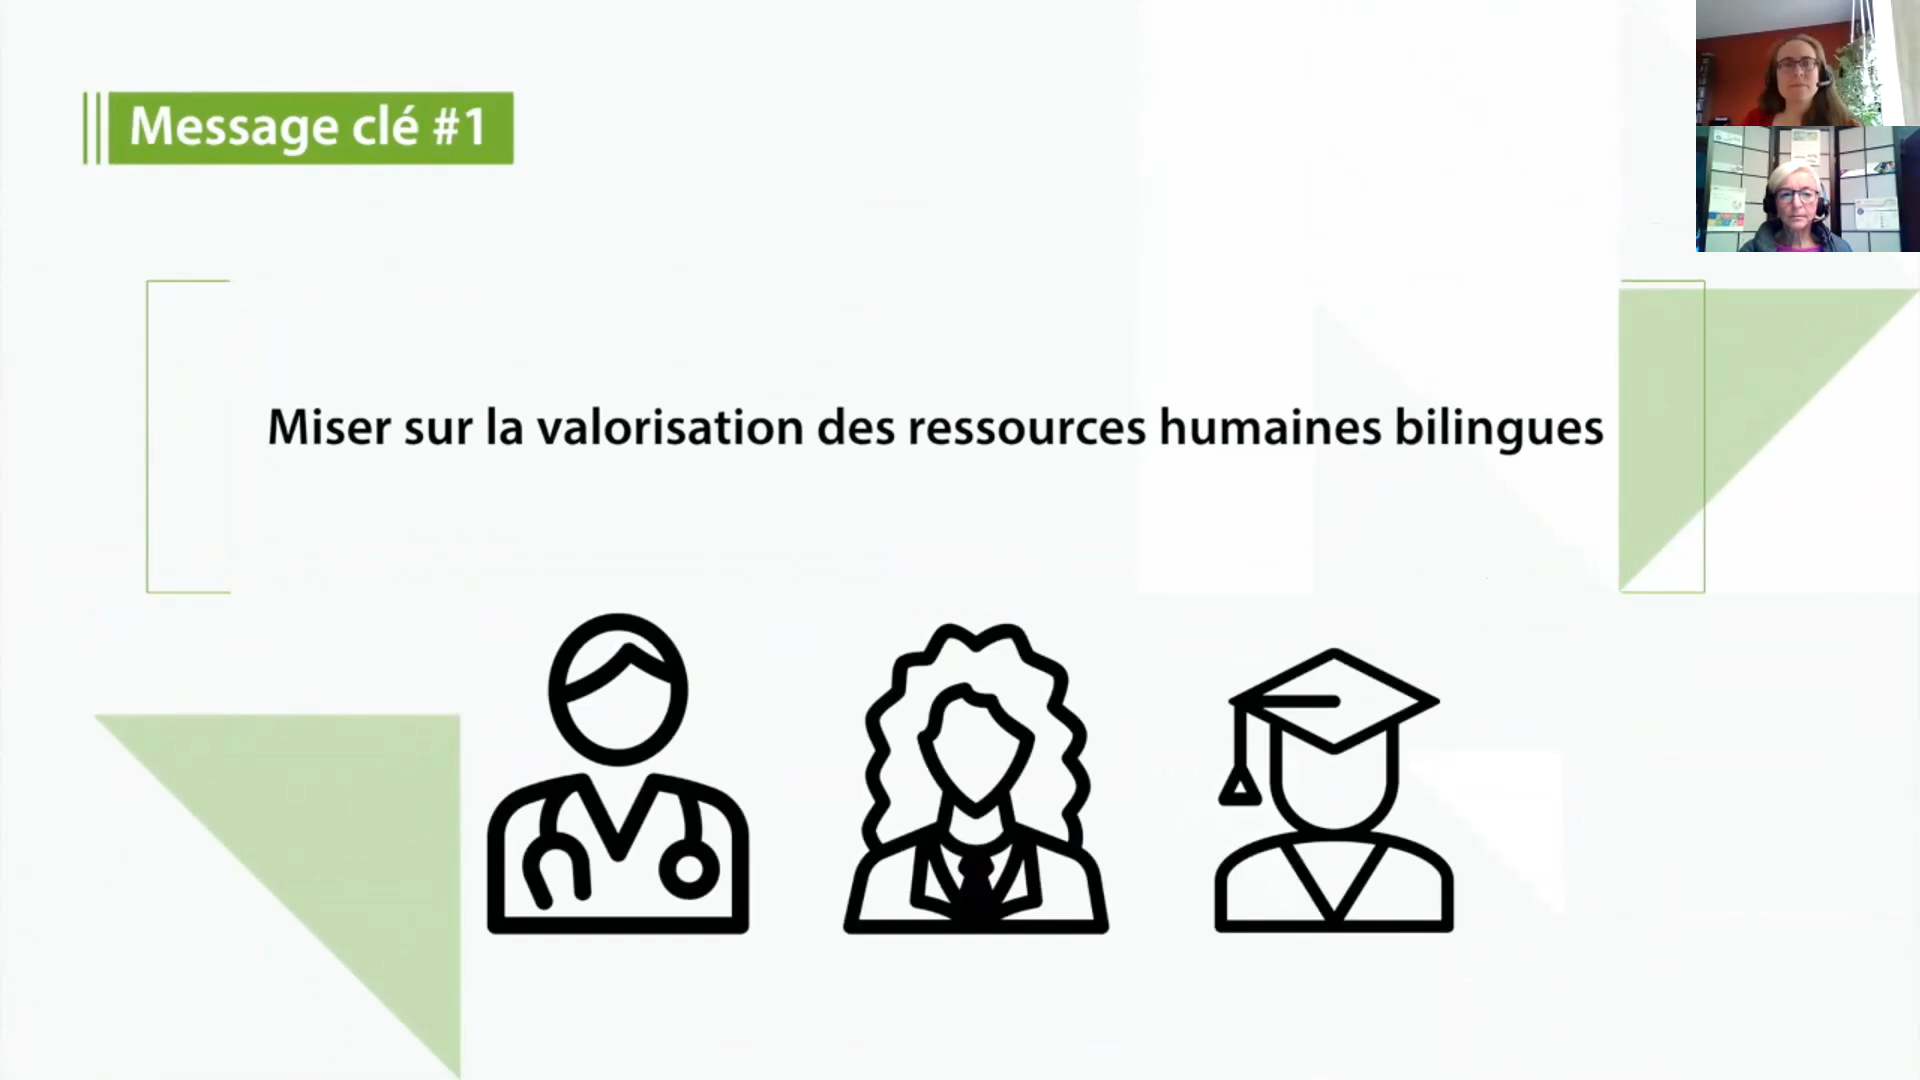 Message clé #1
Miser sur la valorisation des ressources humaines bilingues